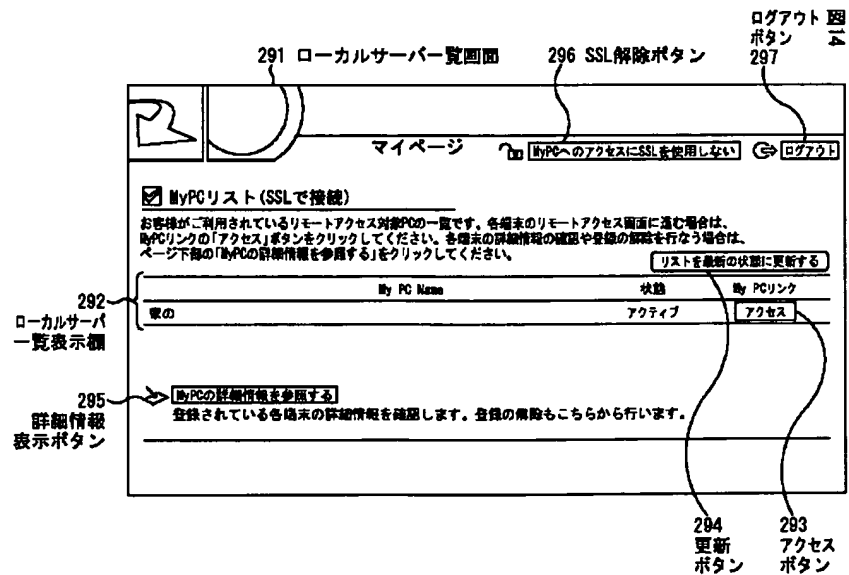 図14
291 ローカルサーバ一覧画面
296 SSL解除ボタン
ログアウト
ボタン
297
マイページ
MyPCへのアクセスにSSLを使用しない
ログアウト
MyPCリスト(SSLで接続)
お客様がご利用されているリモートアクセス対象PCの一覧です。各端末のリモートアクセス画面に進む場合は、
MyPCリンクの「アクセス」ボタンをクリックしてください。各端末の詳細情報の確認や登録の解除を行なう場合は、
ページ下部の「MyPCの詳細情報を参照する」をクリックしてください。
リストを最新の状態に更新する
My PC Name 状態 My PCリンク
家の アクティブ アクセス
292
ローカルサーバ
一覧表示欄
MyPCの詳細情報を参照する
登録されている各端末の詳細情報を確認します。登録の解除もこちらから行います。
295
詳細情報
表示ボタン
294
更新
ボタン
293
アクセス
ボタン